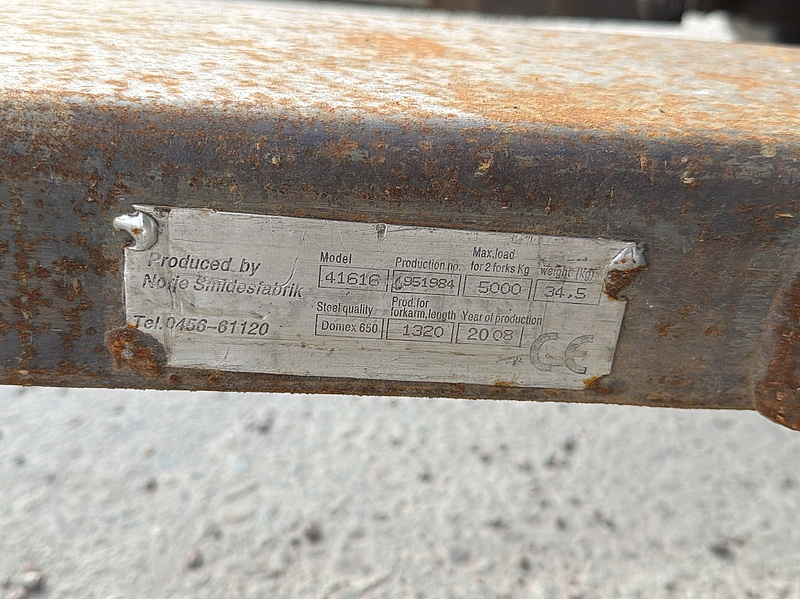 Produced by
Norje Smidesfabrik
Tel.0456-61120
Model
41616
Production no.
951984
Max.load
for 2 forks Kg
5000
weight (Kg)
34,5
Steel quality
Domex 650
Prod.for
forkarm,length
1320
Year of production
2008
CE